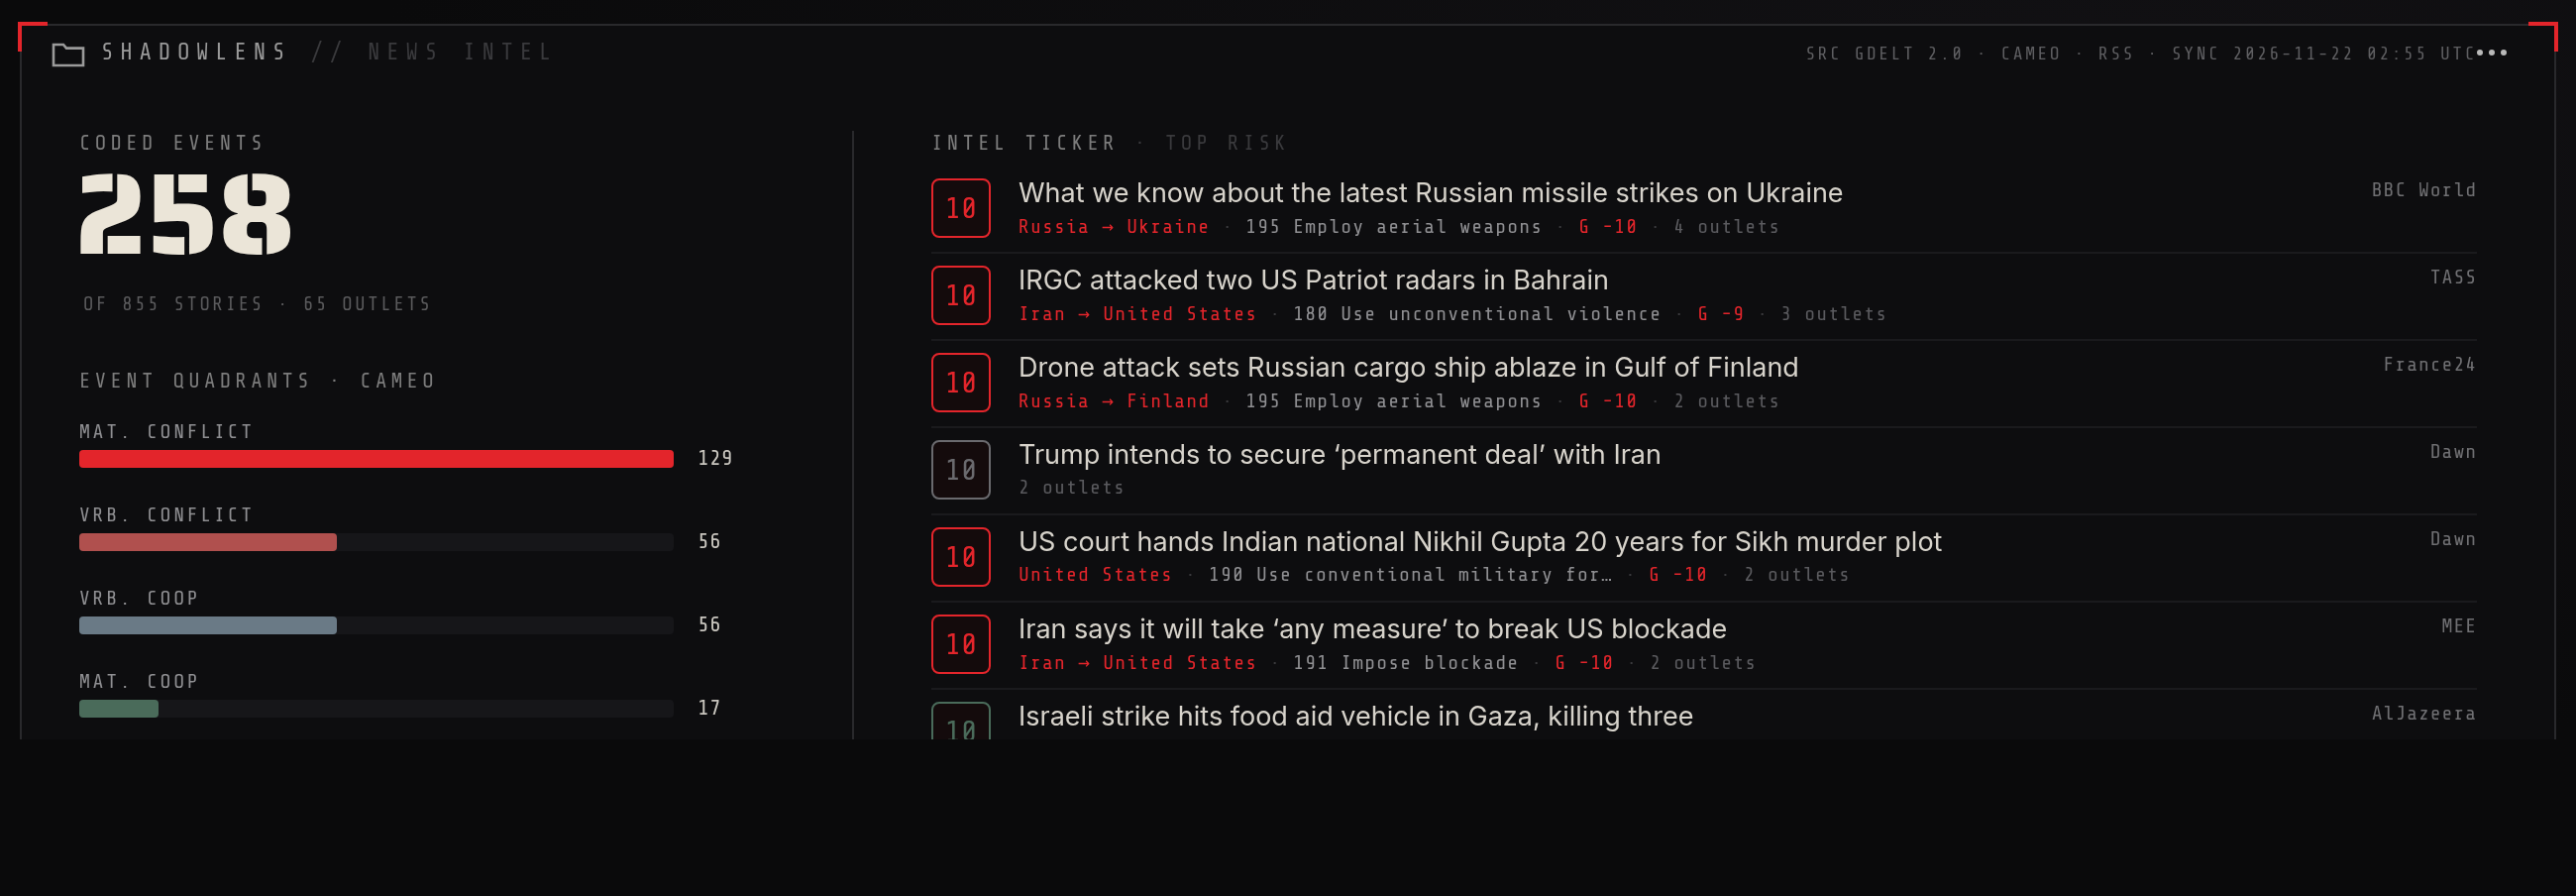 SHADOWLENS // NEWS INTEL
SRC GDELT 2.0 · CAMEO · RSS · SYNC 2026-11-22 02:55 UTC
CODED EVENTS
258
OF 855 STORIES · 65 OUTLETS
EVENT QUADRANTS · CAMEO
MAT. CONFLICT
129
VRB. CONFLICT
56
VRB. COOP
56
MAT. COOP
17
INTEL TICKER · TOP RISK
10
What we know about the latest Russian missile strikes on Ukraine
BBC World
Russia → Ukraine · 195 Employ aerial weapons · G -10 · 4 outlets
10
IRGC attacked two US Patriot radars in Bahrain
TASS
Iran → United States · 180 Use unconventional violence · G -9 · 3 outlets
10
Drone attack sets Russian cargo ship ablaze in Gulf of Finland
France24
Russia → Finland · 195 Employ aerial weapons · G -10 · 2 outlets
10
Trump intends to secure ‘permanent deal’ with Iran
Dawn
2 outlets
10
US court hands Indian national Nikhil Gupta 20 years for Sikh murder plot
Dawn
United States · 190 Use conventional military for… · G -10 · 2 outlets
10
Iran says it will take ‘any measure’ to break US blockade
MEE
Iran → United States · 191 Impose blockade · G -10 · 2 outlets
10
Israeli strike hits food aid vehicle in Gaza, killing three
AlJazeera